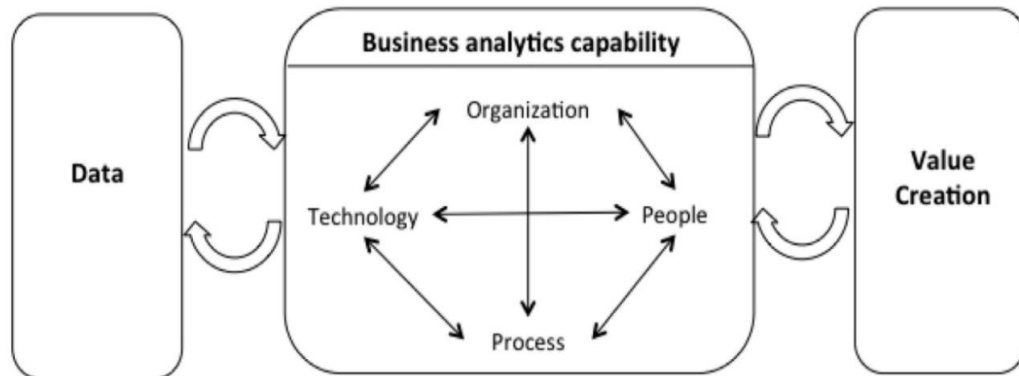 Business analytics capability
Organization
Data
Technology
People
Process
Value
Creation